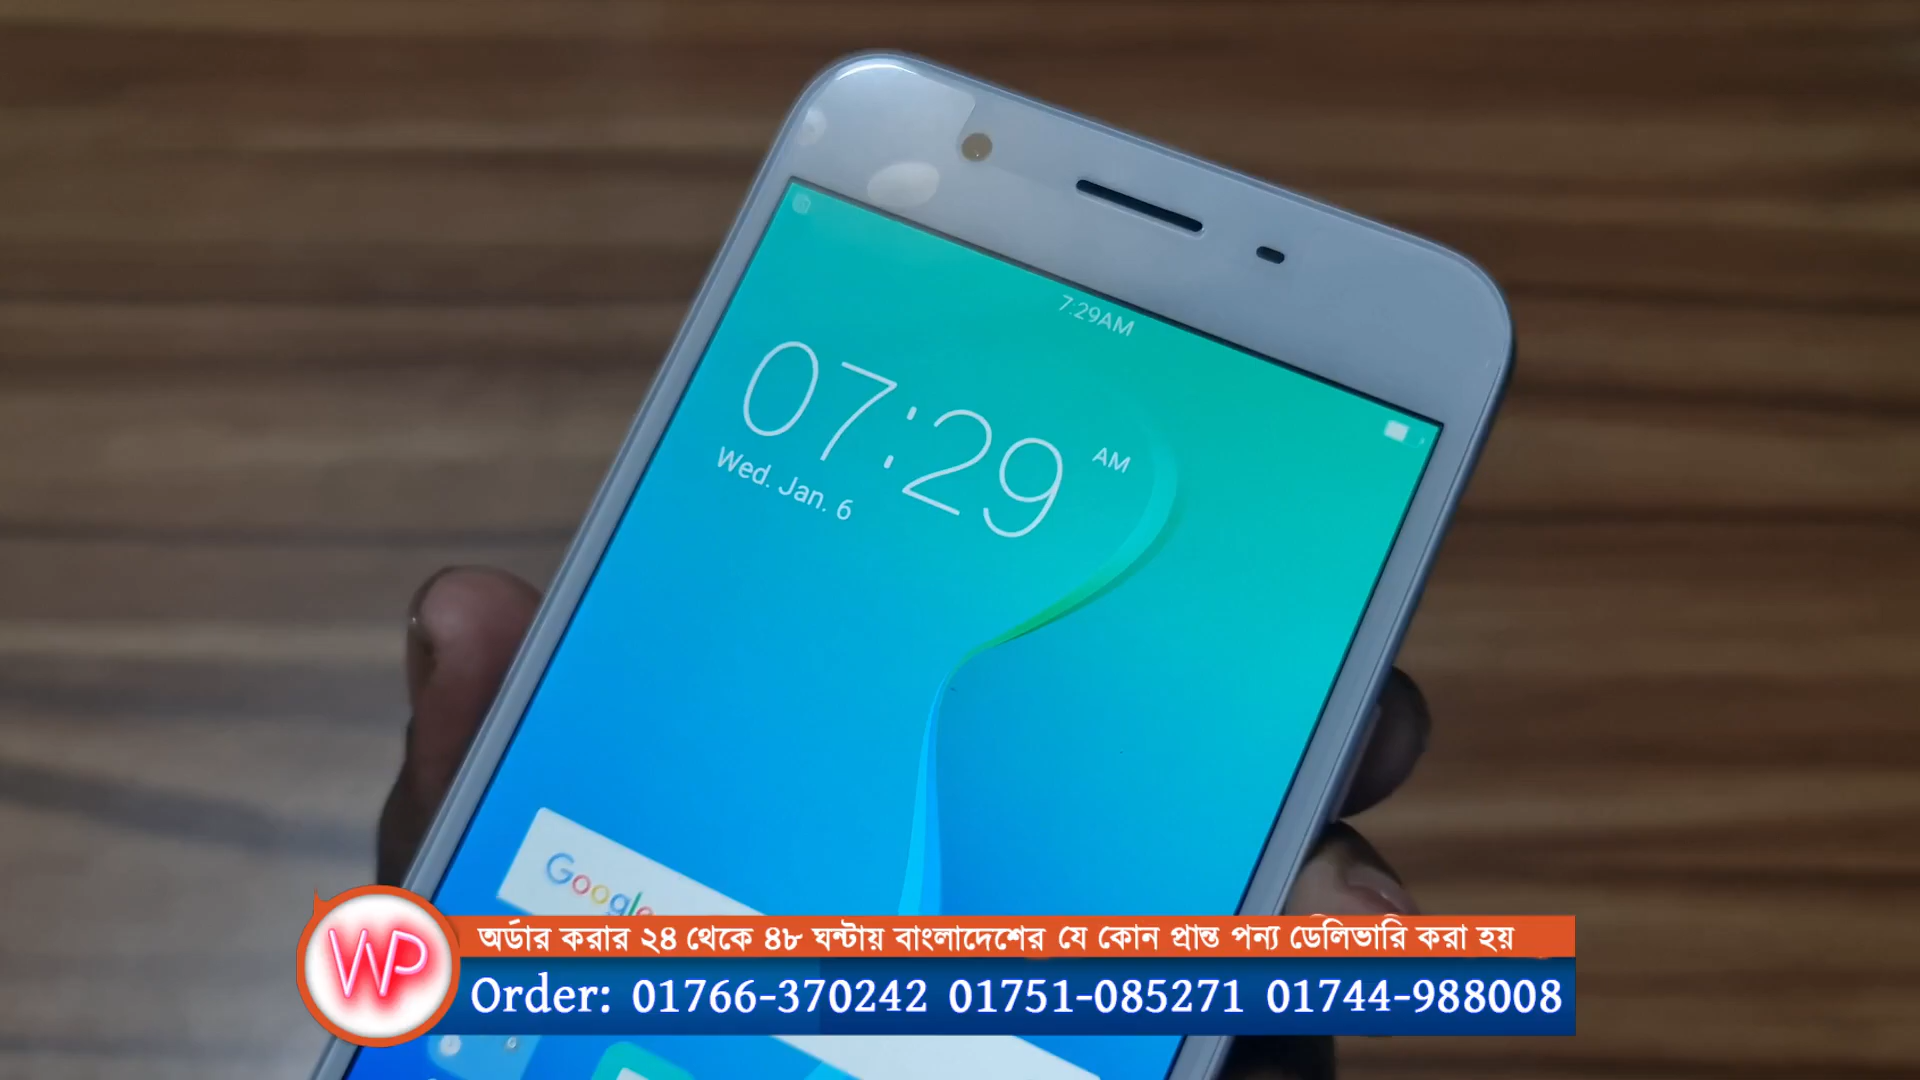 7:29AM
07:29 AM
Wed. Jan. 6
Google
WP
অর্ডার করার ২৪ থেকে ৪৮ ঘন্টায় বাংলাদেশের যে কোন প্রান্ত পন্য ডেলিভারি করা হয়
Order: 01766-370242 01751-085271 01744-988008